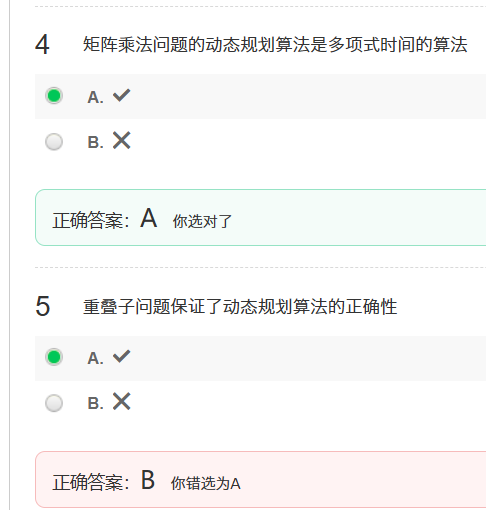 4 矩阵乘法问题的动态规划算法是多项式时间的算法
A. ✓
B. ✕
正确答案：A 你选对了
5 重叠子问题保证了动态规划算法的正确性
A. ✓
B. ✕
正确答案：B 你错选为A